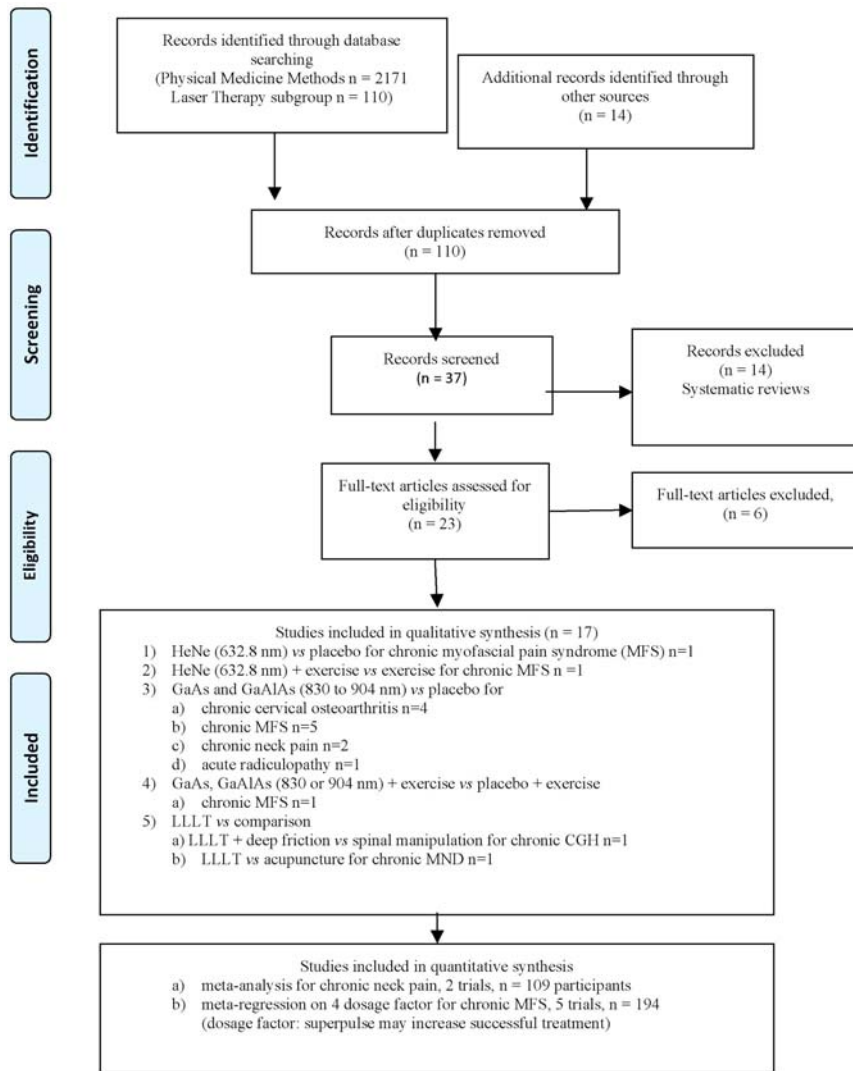 Identification
Records identified through database
searching
(Physical Medicine Methods n = 2171
Laser Therapy subgroup n = 110)
Additional records identified through
other sources
(n = 14)
Records after duplicates removed
(n = 110)
Screening
Records screened
(n = 37)
Records excluded
(n = 14)
Systematic reviews
Eligibility
Full-text articles assessed for
eligibility
(n = 23)
Full-text articles excluded,
(n = 6)
Included
Studies included in qualitative synthesis (n = 17)
1) HeNe (632.8 nm) vs placebo for chronic myofascial pain syndrome (MFS) n=1
2) HeNe (632.8 nm) + exercise vs exercise for chronic MFS n =1
3) GaAs and GaAlAs (830 to 904 nm) vs placebo for
a) chronic cervical osteoarthritis n=4
b) chronic MFS n=5
c) chronic neck pain n=2
d) acute radiculopathy n=1
4) GaAs, GaAlAs (830 or 904 nm) + exercise vs placebo + exercise
a) chronic MFS n=1
5) LLLT vs comparison
a) LLLT + deep friction vs spinal manipulation for chronic CGH n=1
b) LLLT vs acupuncture for chronic MND n=1
Studies included in quantitative synthesis
a) meta-analysis for chronic neck pain, 2 trials, n = 109 participants
b) meta-regression on 4 dosage factor for chronic MFS, 5 trials, n = 194
(dosage factor: superpulse may increase successful treatment)